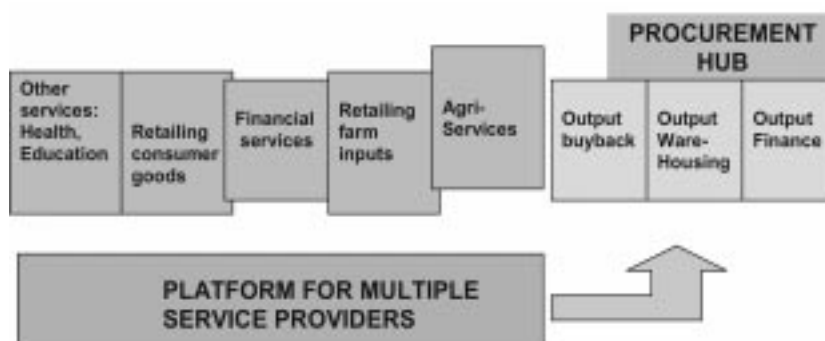 PROCUREMENT
HUB
Other
services:
Health,
Education
Retailing
consumer
goods
Financial
services
Retailing
farm
inputs
Agri-
Services
Output
buyback
Output
Ware-
Housing
Output
Finance
PLATFORM FOR MULTIPLE
SERVICE PROVIDERS